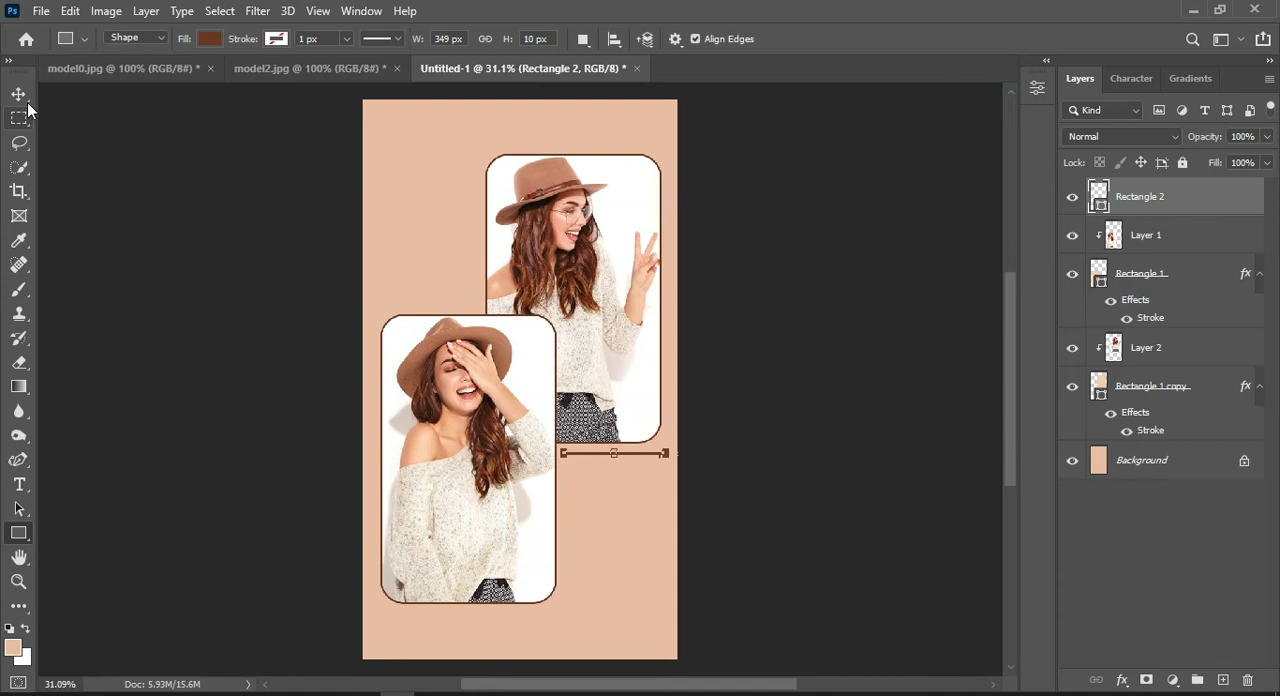 Ps File Edit Image Layer Type Select Filter 3D View Window Help
Shape Fill: Stroke: 1 px W: 349 px H: 10 px Align Edges
model0.jpg @ 100% (RGB/8#) * × model2.jpg @ 100% (RGB/8#) * × Untitled-1 @ 31.1% (Rectangle 2, RGB/8) * ×
Layers Character Gradients
Kind
Normal Opacity: 100%
Lock: Fill: 100%
Rectangle 2
Layer 1
Rectangle 1 fx
Effects
Stroke
Layer 2
Rectangle 1 copy fx
Effects
Stroke
Background
31.09% Doc: 5.93M/15.6M